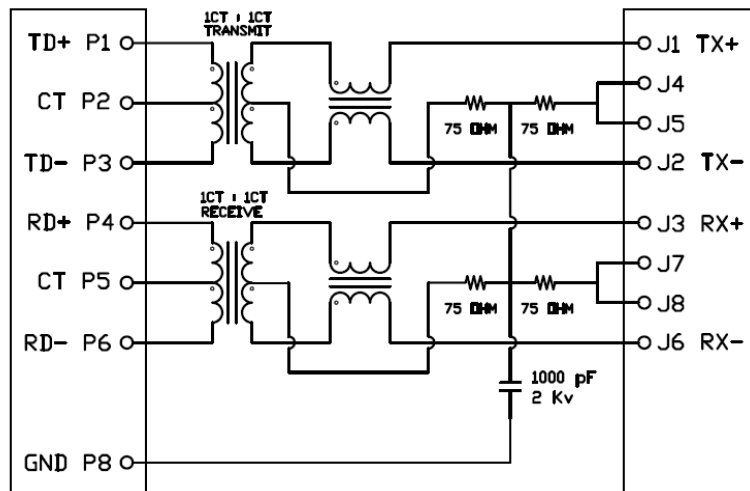 1CT : 1CT
TRANSMIT
TD+ P1
J1 TX+
J4
CT P2
75 OHM
75 OHM
J5
TD- P3
J2 TX-
1CT : 1CT
RECEIVE
RD+ P4
J3 RX+
J7
CT P5
75 OHM
75 OHM
J8
RD- P6
J6 RX-
1000 pF
2 Kv
GND P8